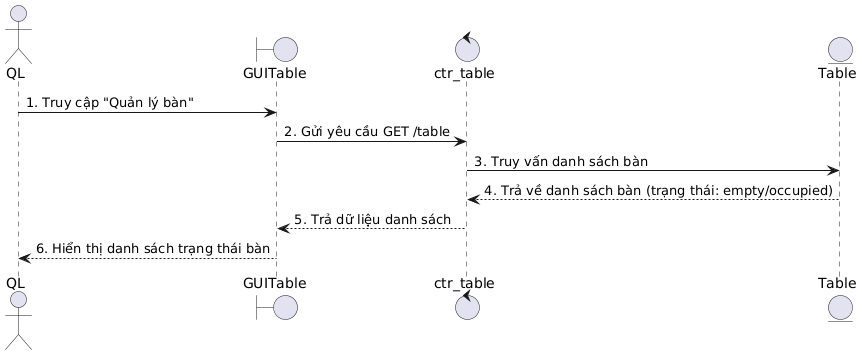 QL
GUITable
ctr_table
Table
1. Truy cập "Quản lý bàn"
2. Gửi yêu cầu GET /table
3. Truy vấn danh sách bàn
4. Trả về danh sách bàn (trạng thái: empty/occupied)
5. Trả dữ liệu danh sách
6. Hiển thị danh sách trạng thái bàn
QL
GUITable
ctr_table
Table